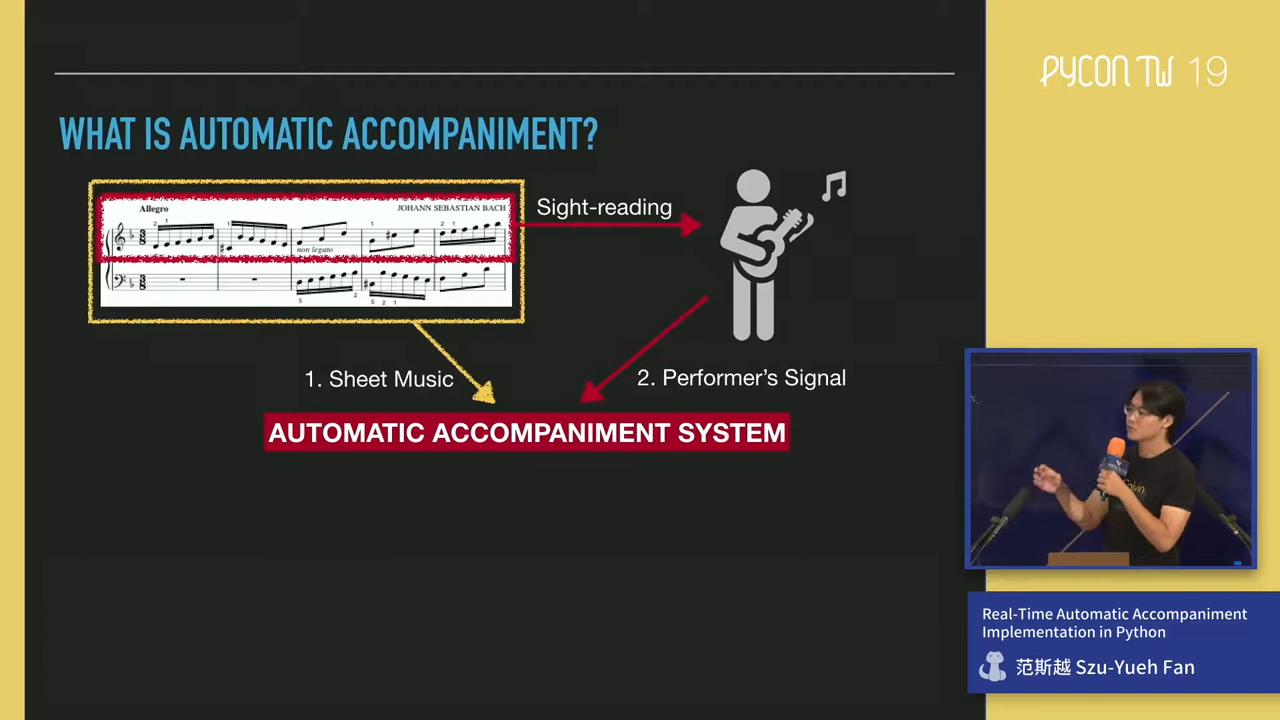 PYCON TW 19
WHAT IS AUTOMATIC ACCOMPANIMENT?
Allegro
JOHANN SEBASTIAN BACH
non legato
Sight-reading
1. Sheet Music
2. Performer's Signal
AUTOMATIC ACCOMPANIMENT SYSTEM
Real-Time Automatic Accompaniment
Implementation in Python
范斯越 Szu-Yueh Fan